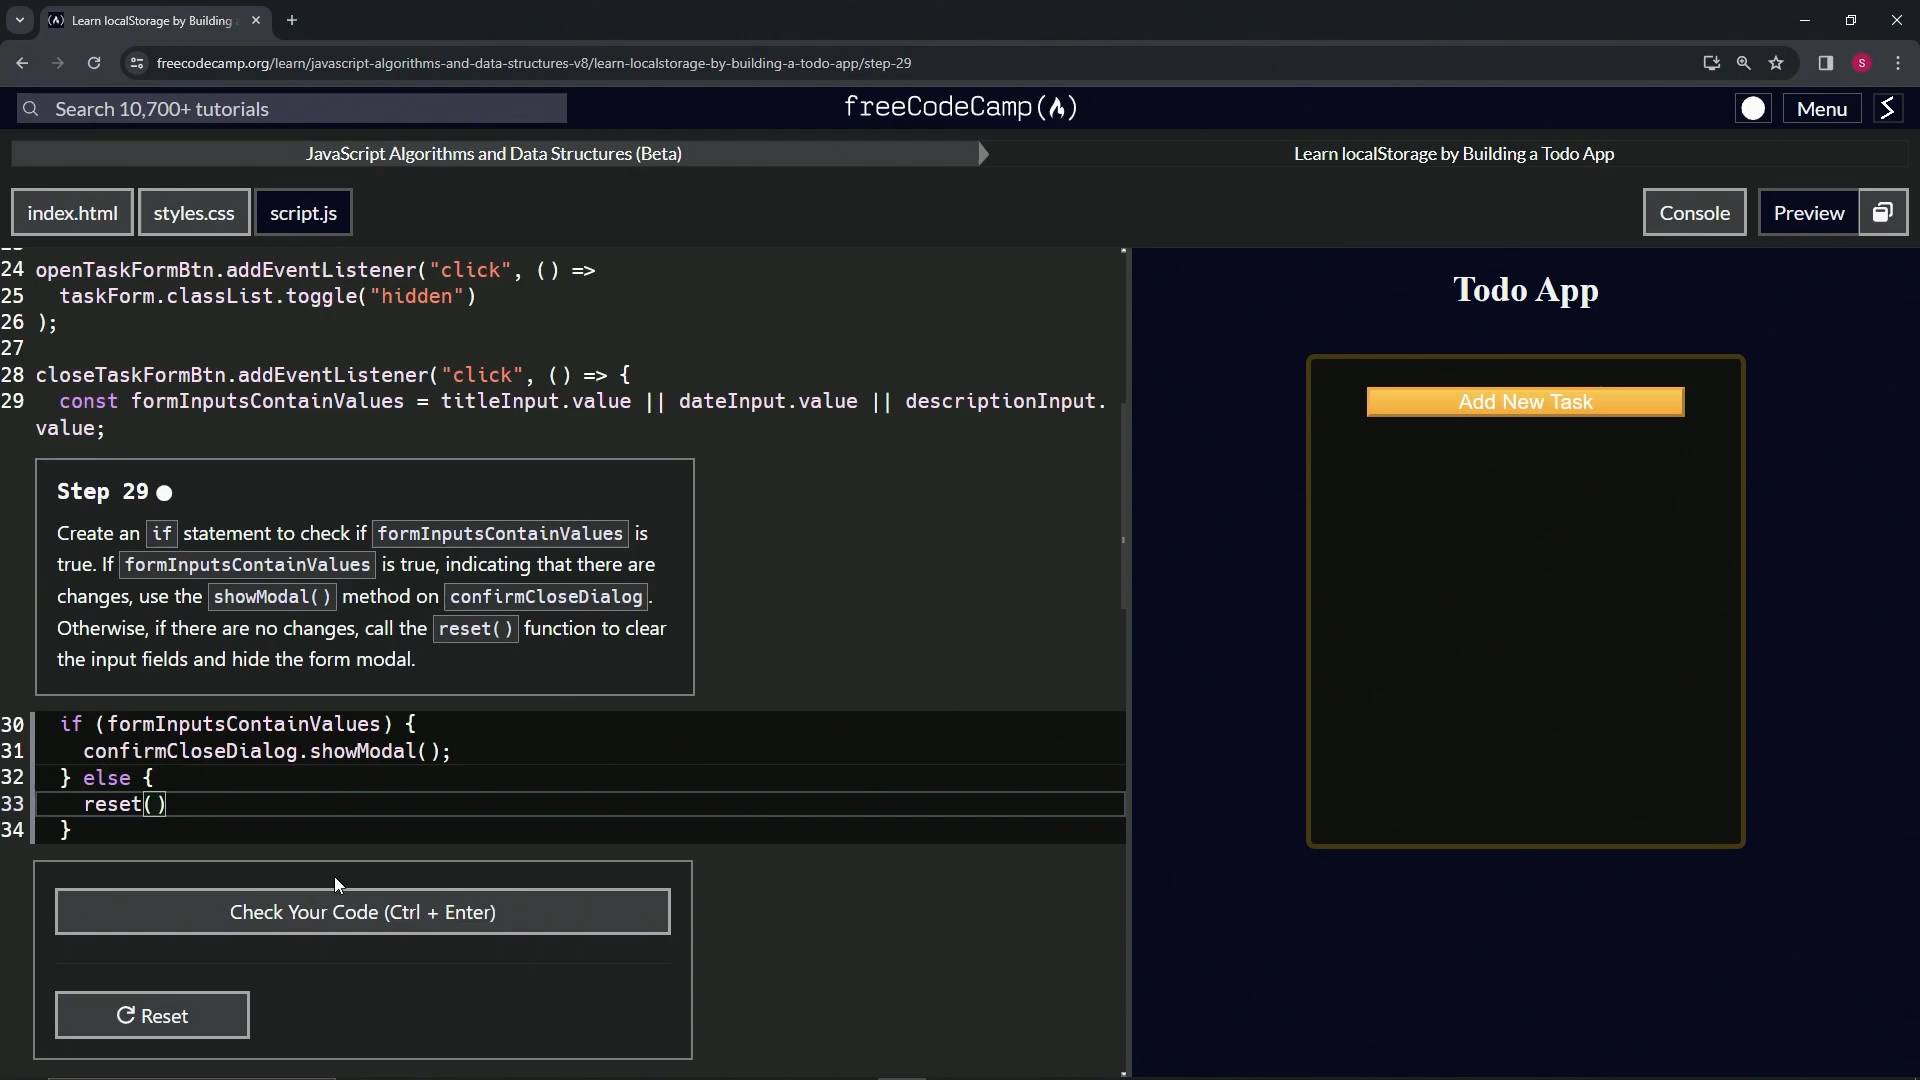 Learn localStorage by Building
freecodecamp.org/learn/javascript-algorithms-and-data-structures-v8/learn-localstorage-by-building-a-todo-app/step-29
S
Search 10,700+ tutorials
freeCodeCamp(🔥)
Menu
JavaScript Algorithms and Data Structures (Beta)
Learn localStorage by Building a Todo App
index.html
styles.css
script.js
Console
Preview
24 openTaskFormBtn.addEventListener("click", () =>
25 taskForm.classList.toggle("hidden")
26 );
27
28 closeTaskFormBtn.addEventListener("click", () => {
29 const formInputsContainValues = titleInput.value || dateInput.value || descriptionInput.
value;
Step 29
Create an if statement to check if formInputsContainValues is
true. If formInputsContainValues is true, indicating that there are
changes, use the showModal() method on confirmCloseDialog.
Otherwise, if there are no changes, call the reset() function to clear
the input fields and hide the form modal.
30 if (formInputsContainValues) {
31 confirmCloseDialog.showModal();
32 } else {
33 reset()
34 }
Check Your Code (Ctrl + Enter)
Reset
Todo App
Add New Task